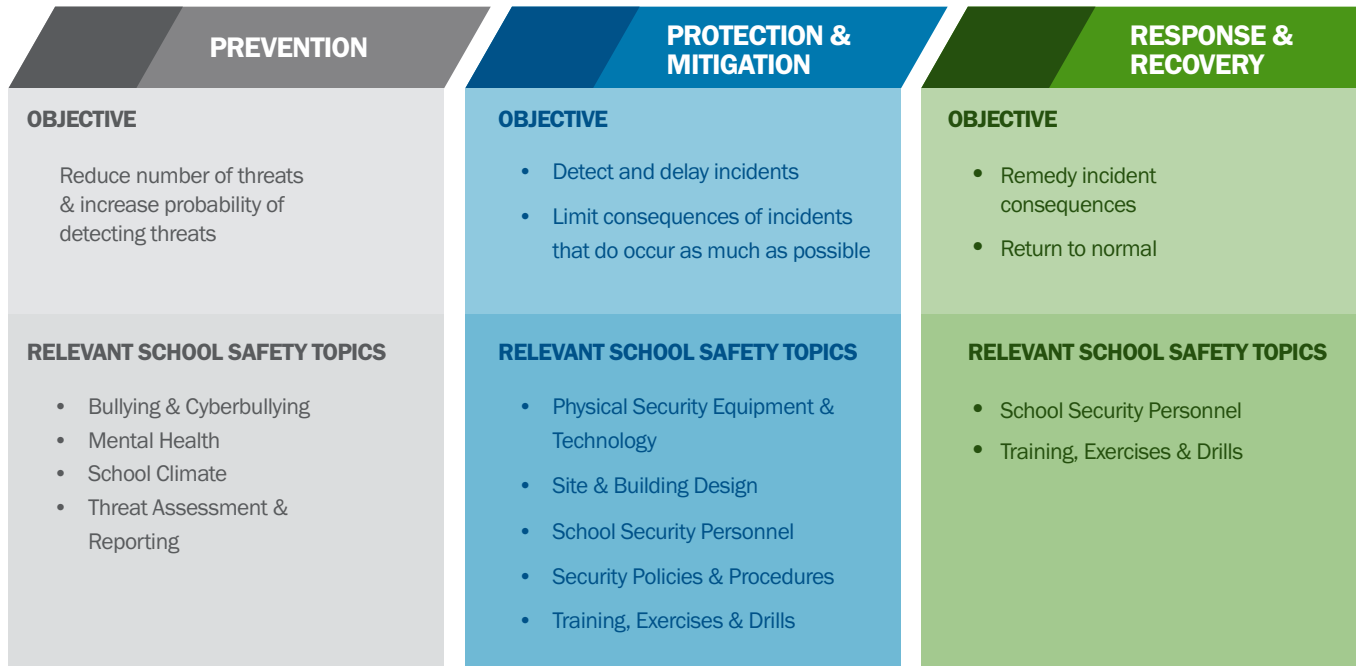 PREVENTION
OBJECTIVE
Reduce number of threats
& increase probability of
detecting threats
RELEVANT SCHOOL SAFETY TOPICS
• Bullying & Cyberbullying
• Mental Health
• School Climate
• Threat Assessment &
Reporting
PROTECTION &
MITIGATION
OBJECTIVE
• Detect and delay incidents
• Limit consequences of incidents
that do occur as much as possible
RELEVANT SCHOOL SAFETY TOPICS
• Physical Security Equipment &
Technology
• Site & Building Design
• School Security Personnel
• Security Policies & Procedures
• Training, Exercises & Drills
RESPONSE &
RECOVERY
OBJECTIVE
• Remedy incident
consequences
• Return to normal
RELEVANT SCHOOL SAFETY TOPICS
• School Security Personnel
• Training, Exercises & Drills